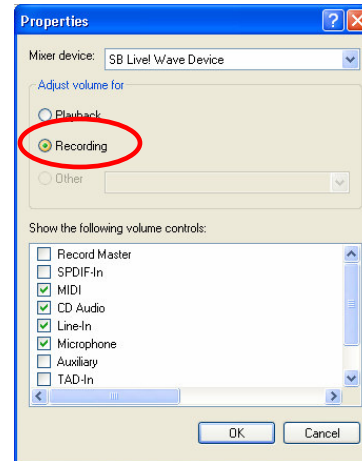 Properties
Mixer device: SB Live! Wave Device
Adjust volume for
Playback
Recording
Other
Show the following volume controls:
Record Master
SPDIF-In
MIDI
CD Audio
Line-In
Microphone
Auxiliary
TAD-In
OK Cancel